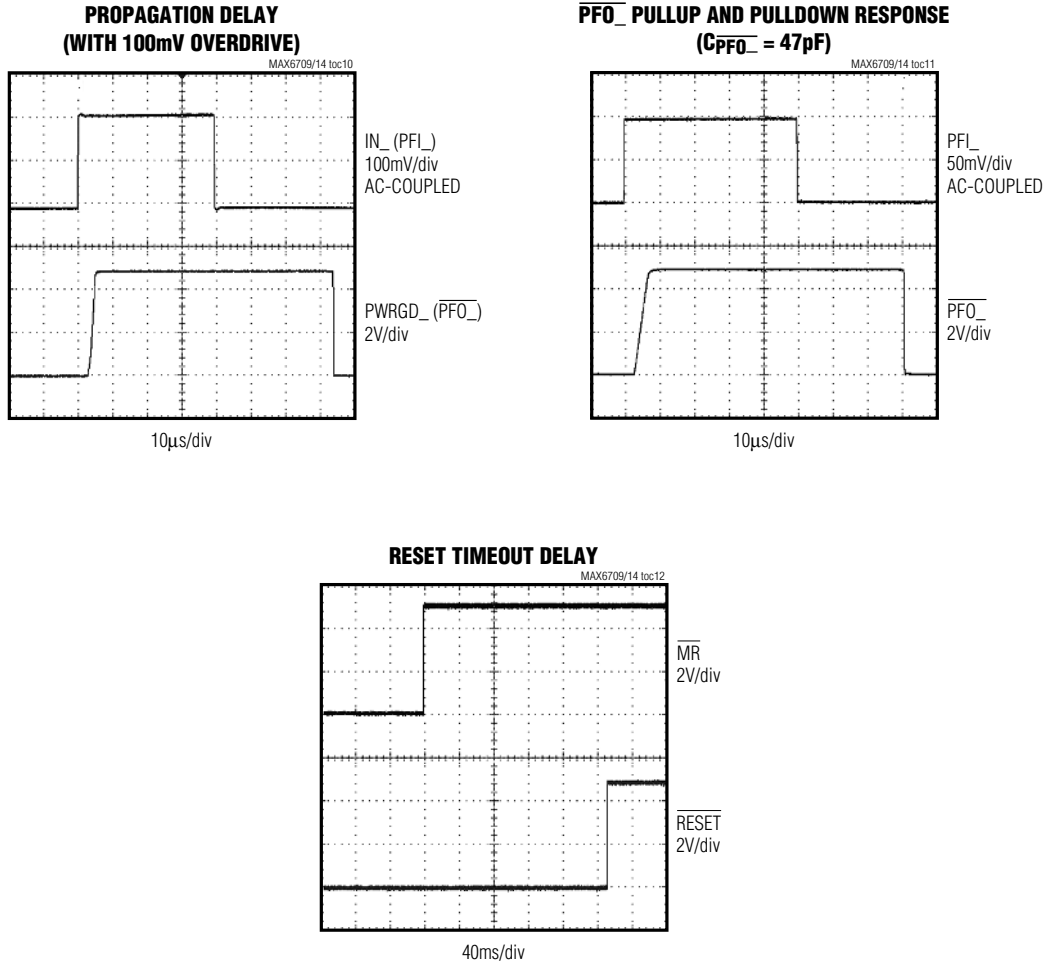 PROPAGATION DELAY
(WITH 100mV OVERDRIVE)
MAX6709/14 toc10
IN_ (PFI_)
100mV/div
AC-COUPLED
PWRGD_ (PFO_)
2V/div
10µs/div
PFO_ PULLUP AND PULLDOWN RESPONSE
(CPFO_ = 47pF)
MAX6709/14 toc11
PFI_
50mV/div
AC-COUPLED
PFO_
2V/div
10µs/div
RESET TIMEOUT DELAY
MAX6709/14 toc12
MR
2V/div
RESET
2V/div
40ms/div